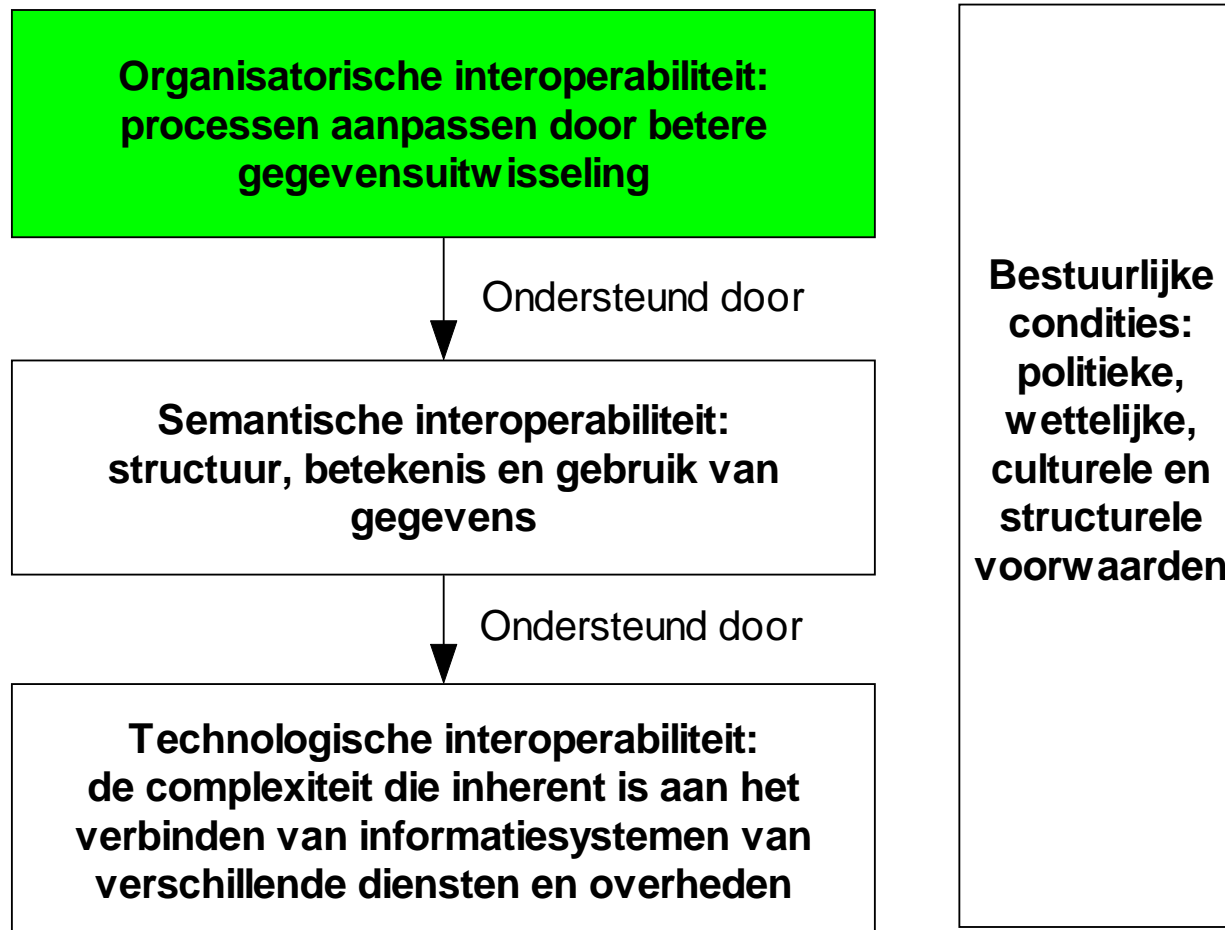 Organisatorische interoperabiliteit:
processen aanpassen door betere
gegevensuitwisseling
Ondersteund door
Semantische interoperabiliteit:
structuur, betekenis en gebruik van
gegevens
Ondersteund door
Technologische interoperabiliteit:
de complexiteit die inherent is aan het
verbinden van informatiesystemen van
verschillende diensten en overheden
Bestuurlijke
condities:
politieke,
wettelijke,
culturele en
structurele
voorwaarden